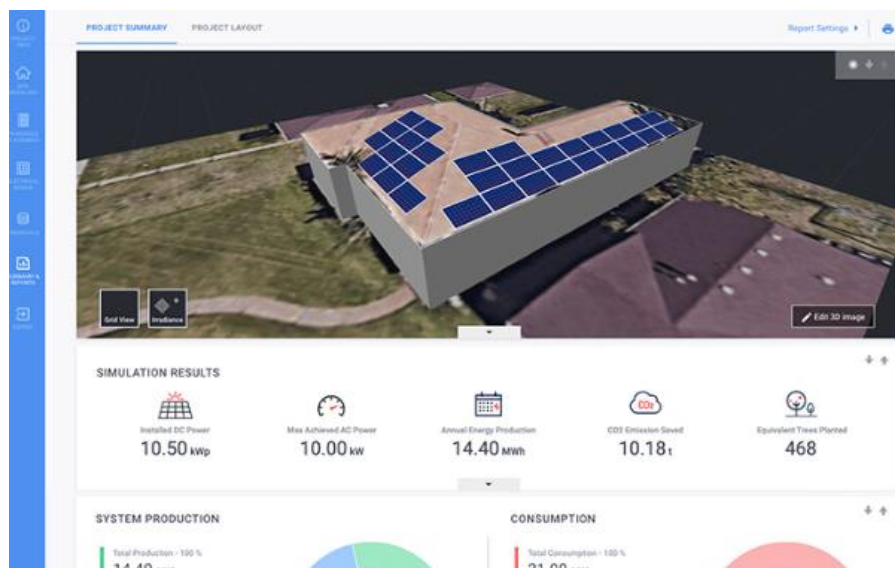 PROJECT SUMMARY
PROJECT LAYOUT
Report Settings
Grid View
Irradiance
Edit 3D image
SIMULATION RESULTS
Installed DC Power
10.50 kWp
Max Achieved AC Power
10.00 kW
Annual Energy Production
14.40 MWh
CO2
CO2 Emission Saved
10.18 t
Equivalent Trees Planted
468
SYSTEM PRODUCTION
Total Production - 100 %
CONSUMPTION
Total Consumption - 100 %